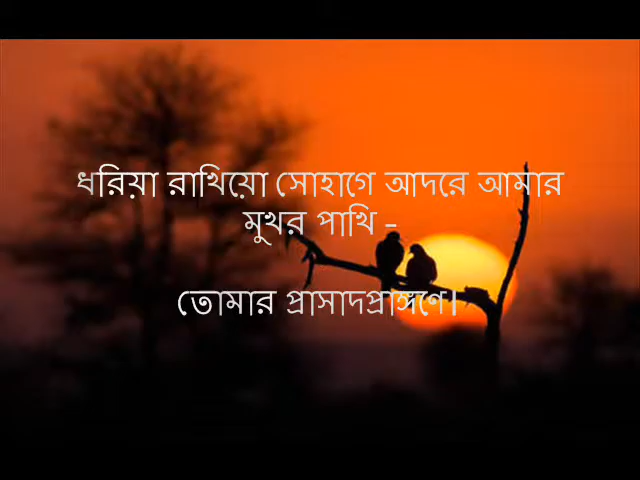 ধরিয়া রাখিয়ো সোহাগে আদরে আমার
মুখর পাখি -
তোমার প্রাসাদপ্রাঙ্গণে।